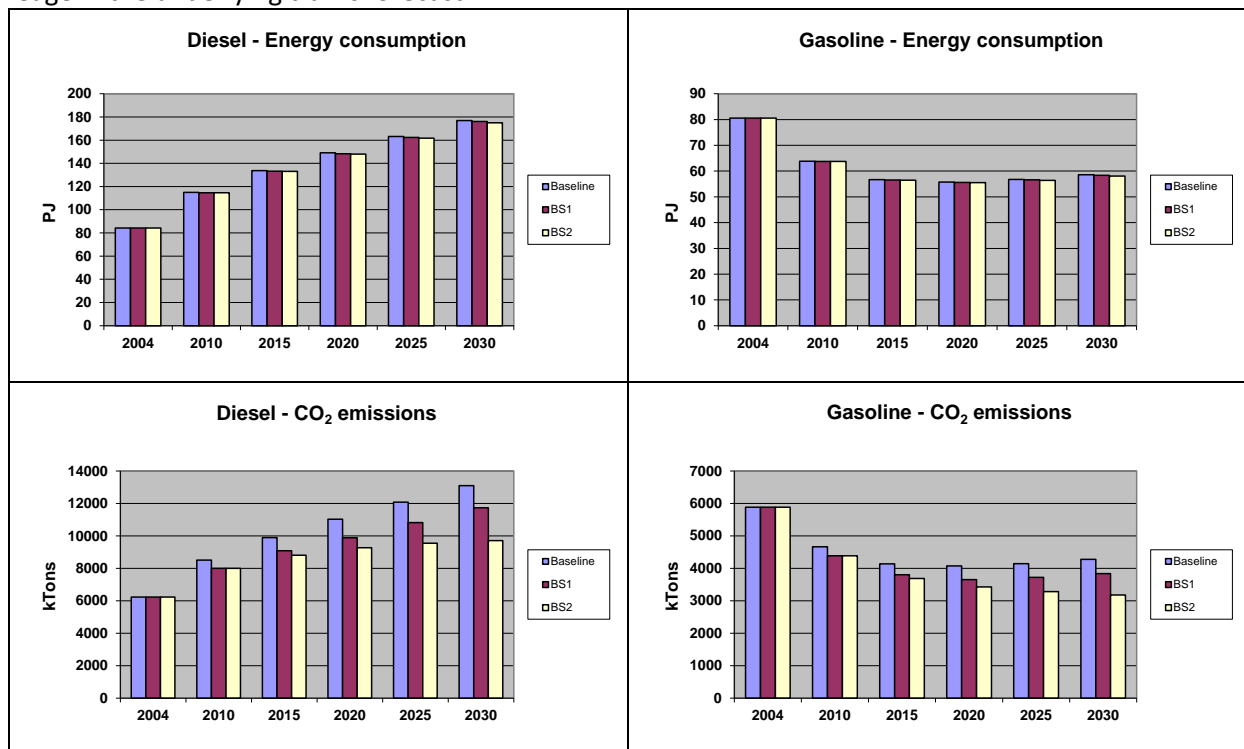 Diesel - Energy consumption
200
180
160
140
120
100
80
60
40
20
0
PJ
2004 2010 2015 2020 2025 2030
Baseline
BS1
BS2
Gasoline - Energy consumption
90
80
70
60
50
40
30
20
10
0
PJ
2004 2010 2015 2020 2025 2030
Baseline
BS1
BS2
Diesel - CO₂ emissions
14000
12000
10000
8000
6000
4000
2000
0
kTons
2004 2010 2015 2020 2025 2030
Baseline
BS1
BS2
Gasoline - CO₂ emissions
7000
6000
5000
4000
3000
2000
1000
0
kTons
2004 2010 2015 2020 2025 2030
Baseline
BS1
BS2